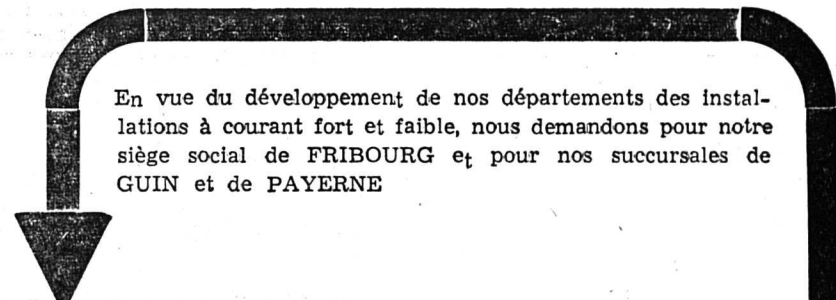 En vue du développement de nos départements des instal-
lations à courant fort et faible, nous demandons pour notre
siège social de FRIBOURG et pour nos succursales de
GUIN et de PAYERNE